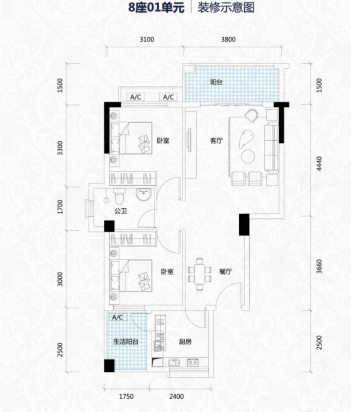 8座01单元 | 装修示意图
3100 3800
1500 阳台 1500
A/C A/C
3300 卧室 客厅 4440
1700 公卫
3000 卧室 餐厅 3660
A/C
2500 生活阳台 厨房 2500
1750 2400